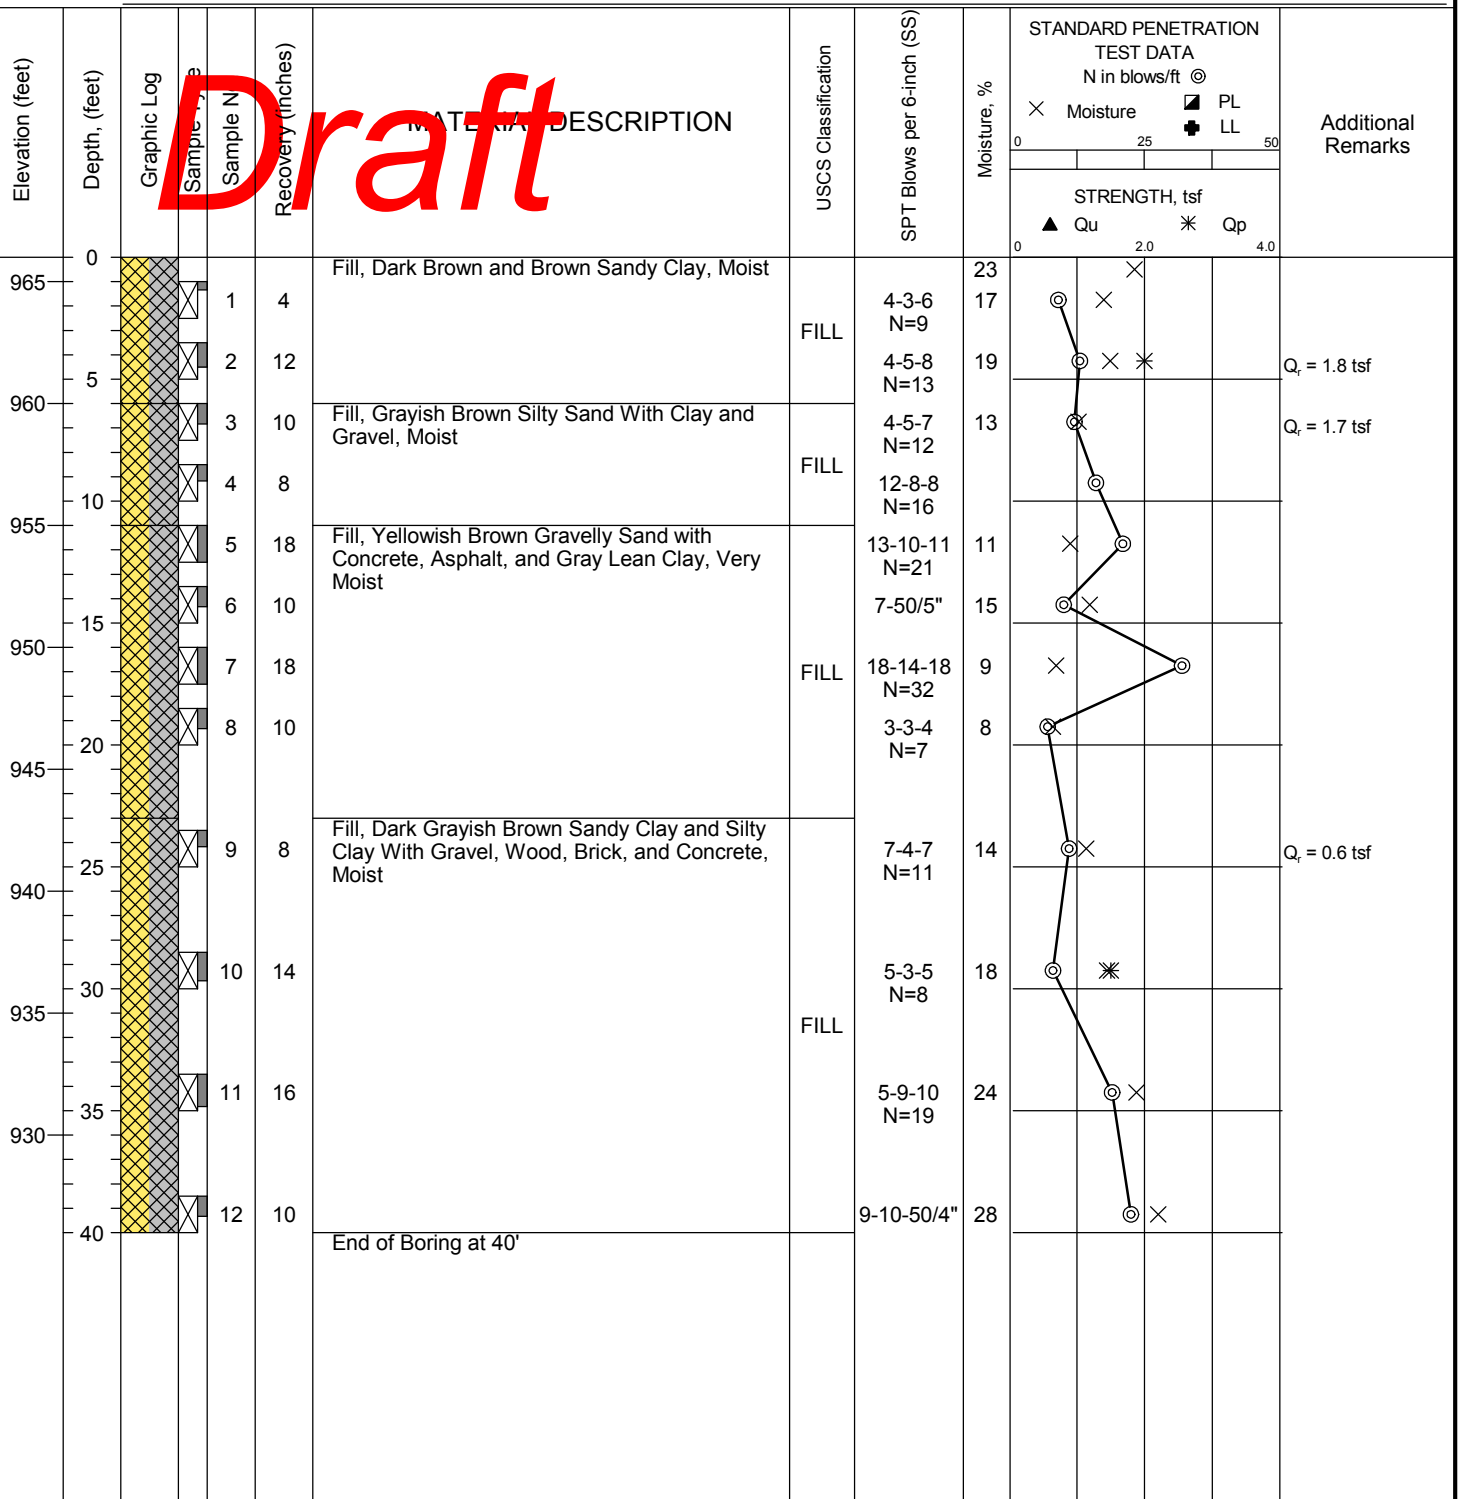 Elevation (feet)
Depth, (feet)
Graphic Log
Sample Type
Sample No.
Recovery (inches)
MATERIAL DESCRIPTION
Draft
USCS Classification
SPT Blows per 6-inch (SS)
Moisture, %
STANDARD PENETRATION
TEST DATA
N in blows/ft
Moisture
PL
LL
0 25 50
STRENGTH, tsf
Qu Qp
0 2.0 4.0
Additional
Remarks
0
Fill, Dark Brown and Brown Sandy Clay, Moist
23
965
1 4 4-3-6 17
N=9
FILL
2 12 4-5-8 19 Qr = 1.8 tsf
N=13
5
960
Fill, Grayish Brown Silty Sand With Clay and
Gravel, Moist
3 10 4-5-7 13 Qr = 1.7 tsf
N=12
FILL
4 8 12-8-8
N=16
10
955
Fill, Yellowish Brown Gravelly Sand with
Concrete, Asphalt, and Gray Lean Clay, Very
Moist
5 18 13-10-11 11
N=21
6 10 7-50/5" 15
15
950
7 18 FILL 18-14-18 9
N=32
8 10 3-3-4 8
N=7
20
945
Fill, Dark Grayish Brown Sandy Clay and Silty
Clay With Gravel, Wood, Brick, and Concrete,
Moist
9 8 7-4-7 14 Qr = 0.6 tsf
N=11
25
940
10 14 5-3-5 18
N=8
30
935
FILL
11 16 5-9-10 24
N=19
35
930
12 10 9-10-50/4" 28
40
End of Boring at 40'